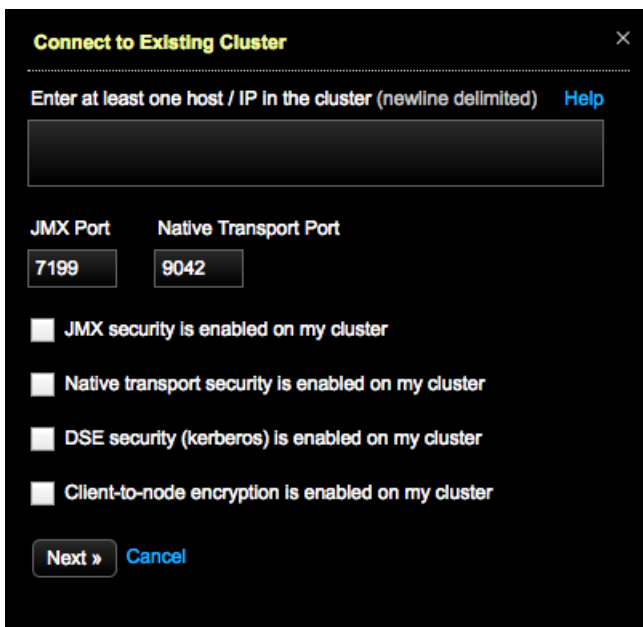 Connect to Existing Cluster
Enter at least one host / IP in the cluster (newline delimited) Help
JMX Port Native Transport Port
7199 9042
JMX security is enabled on my cluster
Native transport security is enabled on my cluster
DSE security (kerberos) is enabled on my cluster
Client-to-node encryption is enabled on my cluster
Next » Cancel